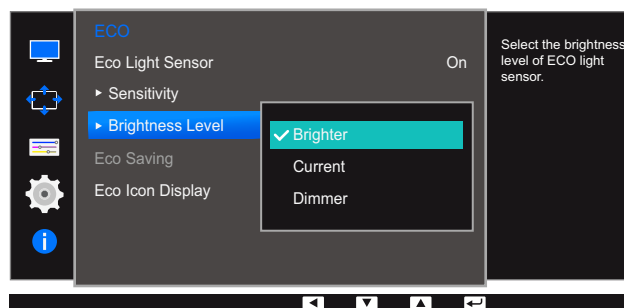 ECO
Eco Light Sensor On
▸ Sensitivity
▸ Brightness Level
Eco Saving
Eco Icon Display
Brighter
Current
Dimmer
Select the brightness
level of ECO light
sensor.